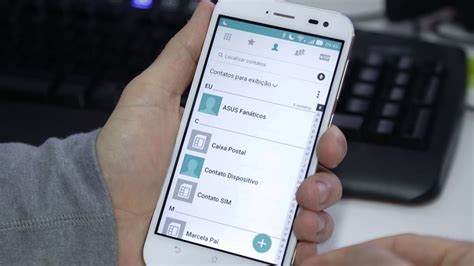 Localizar contatos
Contatos para exibição
EU
ASUS Fanáticos
C
Caixa Postal
Contato Dispositivo
Contato SIM
M
Marcela Pai